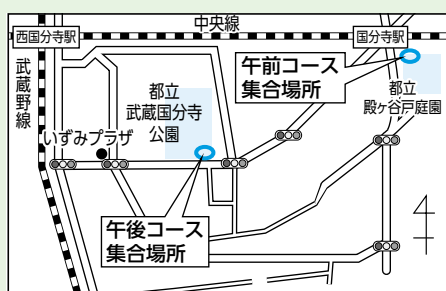 中央線
西国分寺駅
国分寺駅
武蔵野線
午前コース
集合場所
都立
武蔵国分寺
公園
都立
殿ヶ谷戸庭園
いずみプラザ
午後コース
集合場所